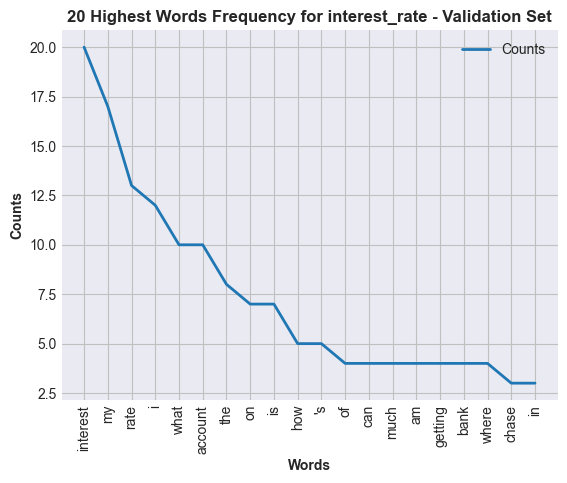 20 Highest Words Frequency for interest_rate - Validation Set
Counts
20.0
17.5
15.0
12.5
10.0
7.5
5.0
2.5
Counts
interest
my
rate
i
what
account
the
on
is
how
's
of
can
much
am
getting
bank
where
chase
in
Words